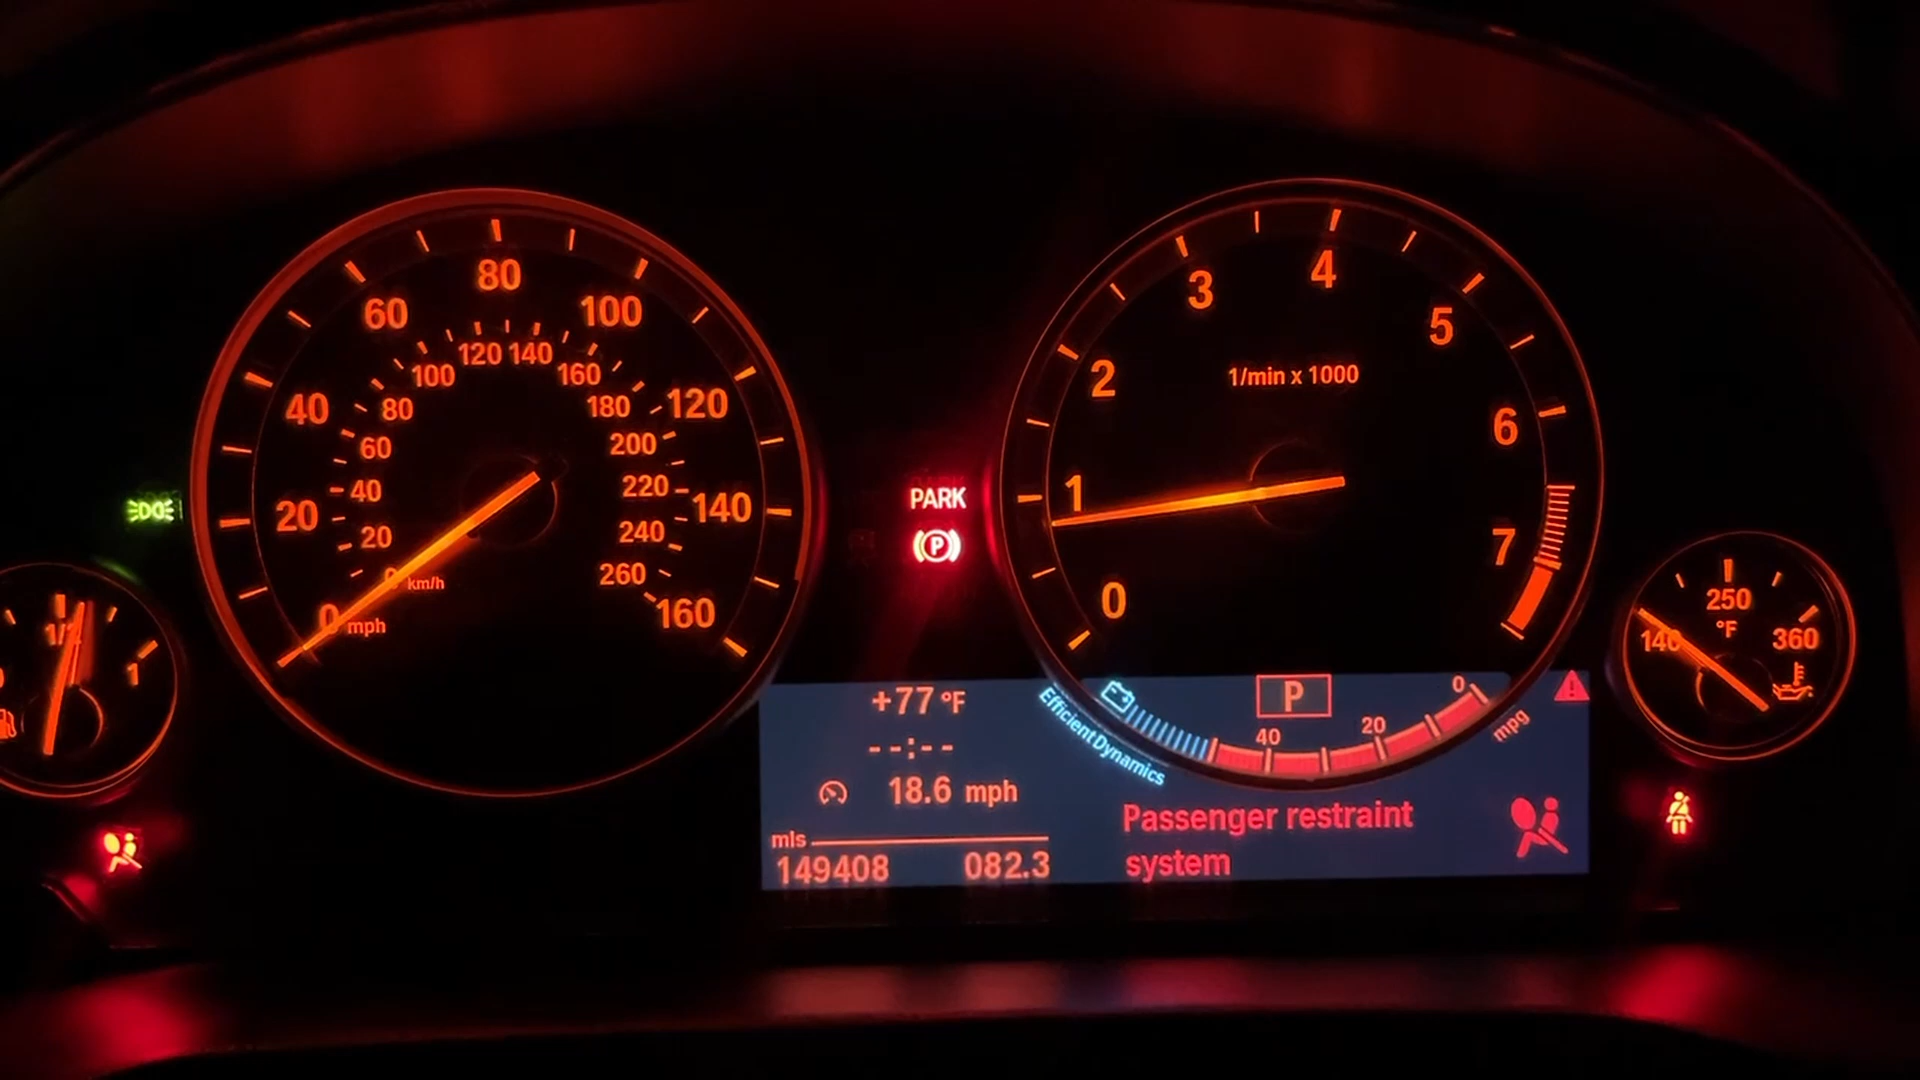 80
60
100
120 140
100
160
40
80
180
120
60
200
40
220
20
140
20
240
0
km/h
260
0
mph
160
PARK
P
4
3
5
1/min x 1000
2
6
1
7
0
1/2
1
250
°F
140
360
+77 °F
--:--
18.6 mph
mls
149408 082.3
EfficientDynamics
P
40
20
0
mpg
Passenger restraint
system